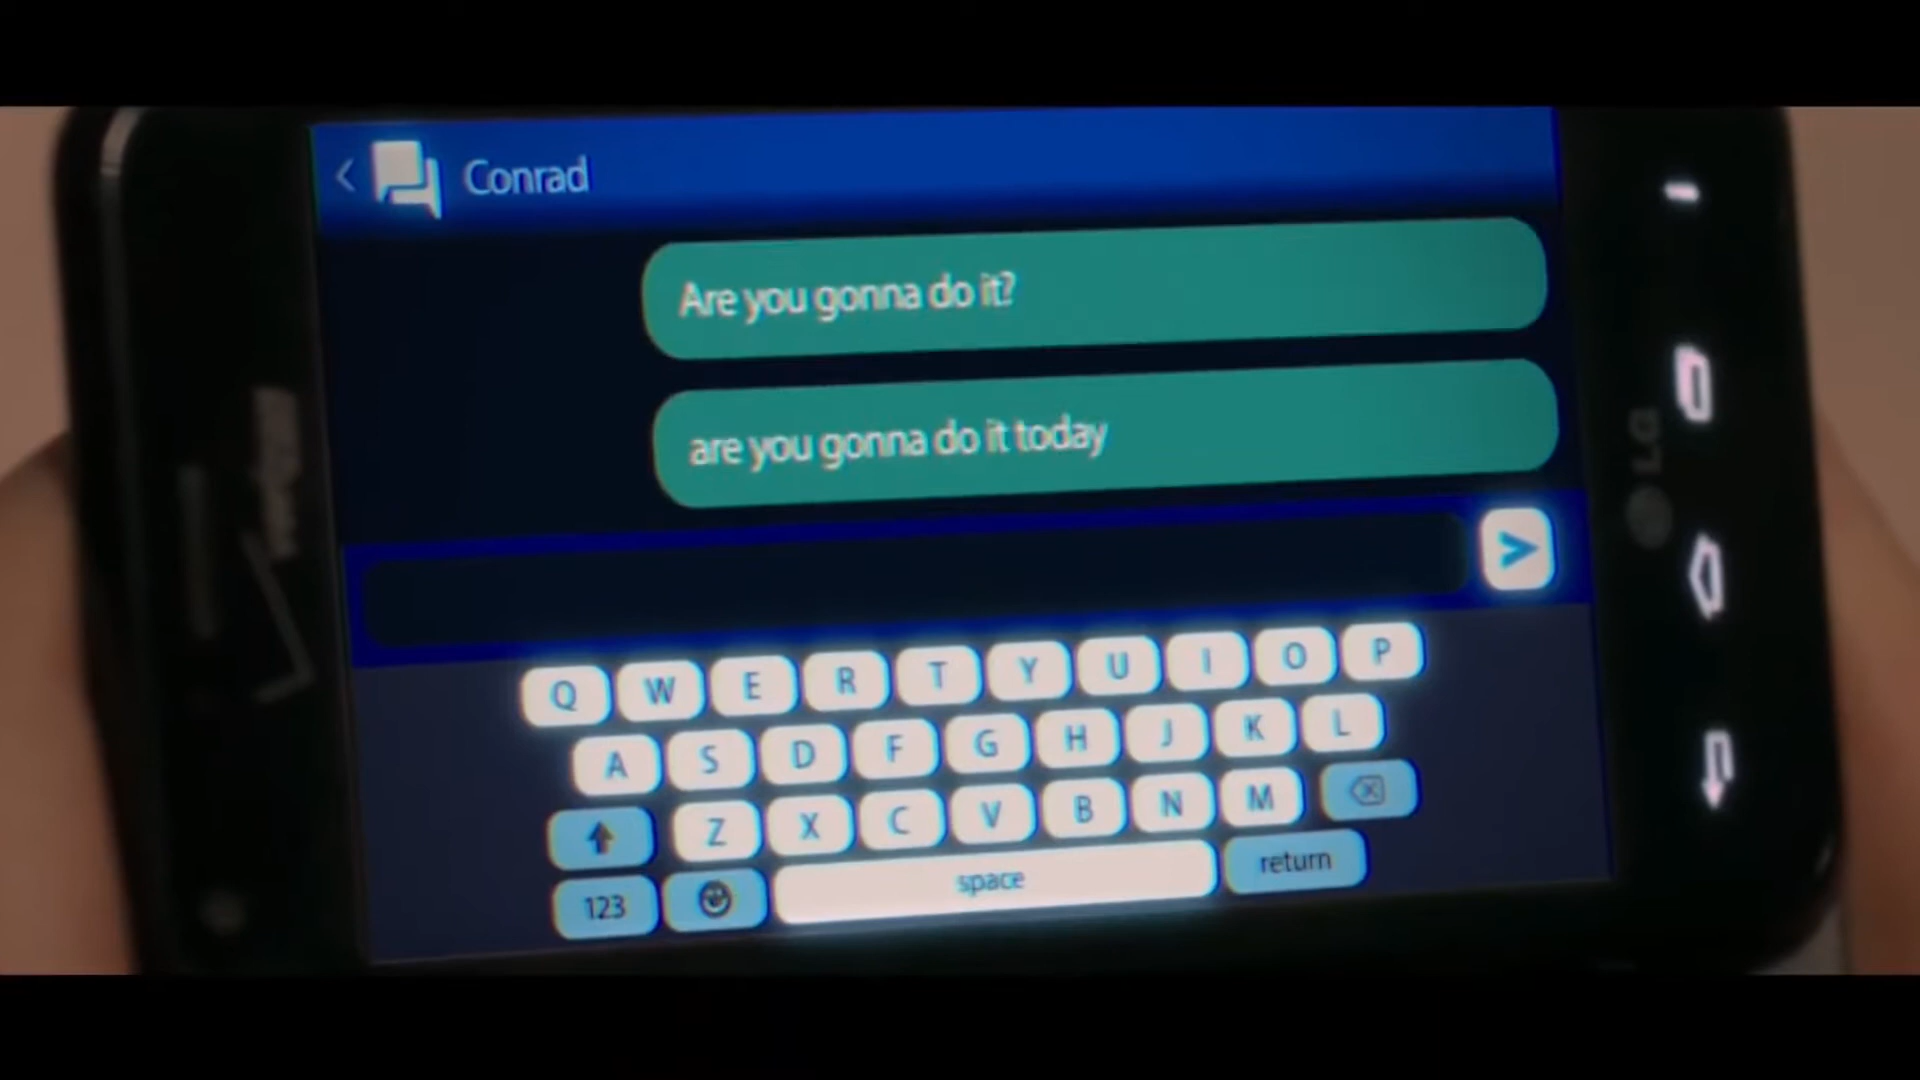 Conrad
Are you gonna do it?
are you gonna do it today
Q W E R T Y U I O P
A S D F G H J K L
Z X C V B N M
123 space return
LG